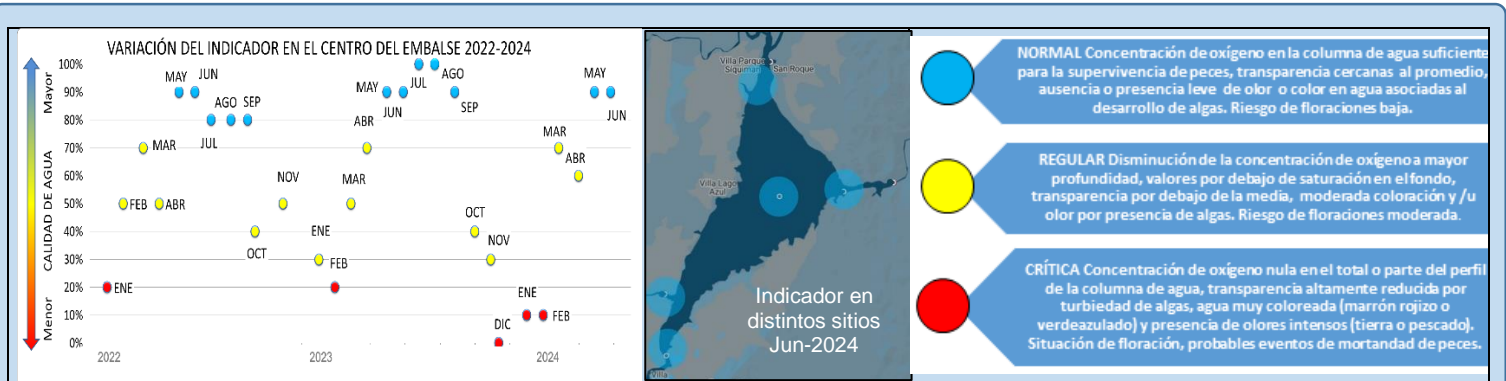 VARIACIÓN DEL INDICADOR EN EL CENTRO DEL EMBALSE 2022-2024
Mayor
CALIDAD DE AGUA
Menor
100%
90%
80%
70%
60%
50%
40%
30%
20%
10%
0%
ENE
FEB
MAR
ABR
MAY
JUN
JUL
AGO
SEP
OCT
NOV
ENE
FEB
MAR
ABR
MAY
JUN
JUL
AGO
SEP
OCT
NOV
DIC
ENE
FEB
MAR
ABR
MAY
JUN
2022
2023
2024
Villa Parque
Siquiman
San Roque
Villa Lago
Azul
Villa
Indicador en
distintos sitios
Jun-2024
NORMAL Concentración de oxígeno en la columna de agua suficiente
para la supervivencia de peces, transparencia cercanas al promedio,
ausencia o presencia leve de olor o color en agua asociadas al
desarrollo de algas. Riesgo de floraciones baja.
REGULAR Disminución de la concentración de oxígeno a mayor
profundidad, valores por debajo de saturación en el fondo,
transparencia por debajo de la media, moderada coloración y /u
olor por presencia de algas. Riesgo de floraciones moderada.
CRÍTICA Concentración de oxígeno nula en el total o parte del perfil
de la columna de agua, transparencia altamente reducida por
turbiedad de algas, agua muy coloreada (marrón rojizo o
verdeazulado) y presencia de olores intensos (tierra o pescado).
Situación de floración, probables eventos de mortandad de peces.